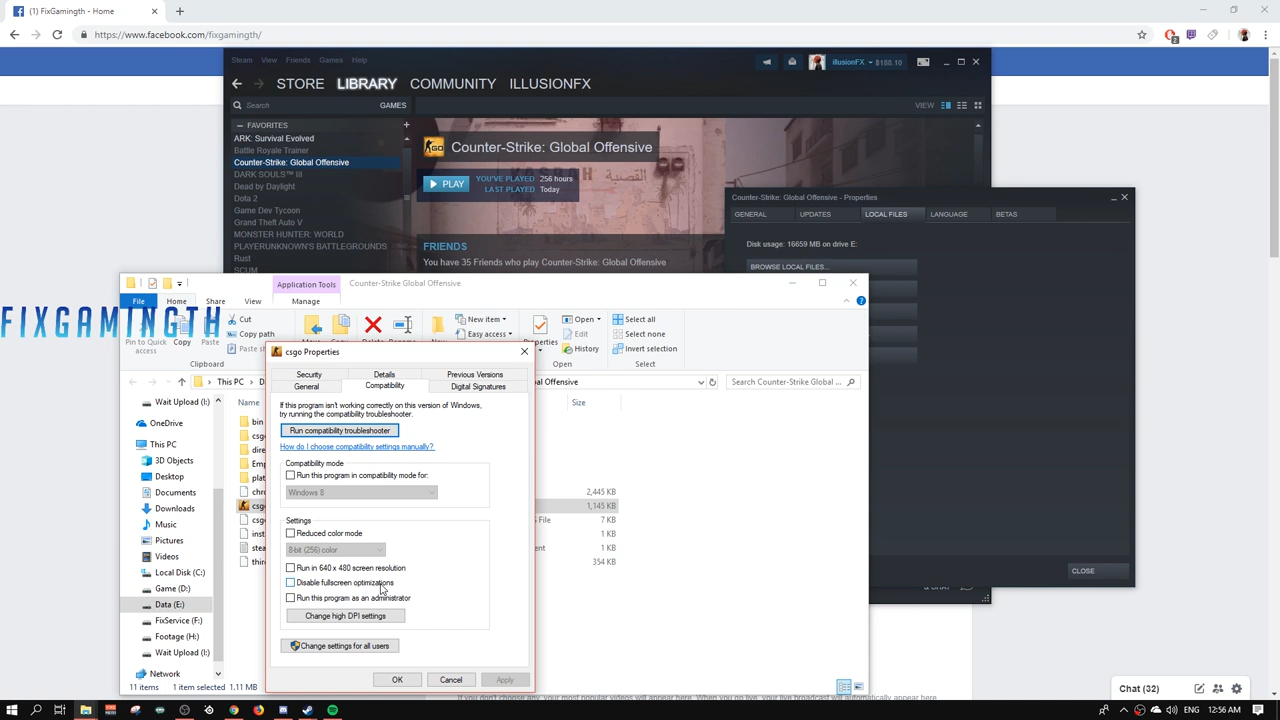 (1) FixGamingth - Home
https://www.facebook.com/fixgamingth/
Steam View Friends Games Help
illusionFX
STORE LIBRARY COMMUNITY ILLUSIONFX
Search GAMES VIEW
FAVORITES
ARK: Survival Evolved
Battle Royale Trainer
Counter-Strike: Global Offensive
DARK SOULS™ III
Dead by Daylight
Dota 2
Game Dev Tycoon
Grand Theft Auto V
MONSTER HUNTER: WORLD
PLAYERUNKNOWN'S BATTLEGROUNDS
Rust
SCUM
GO Counter-Strike: Global Offensive
PLAY
YOU'VE PLAYED 256 hours
LAST PLAYED Today
القصبة
FRIENDS
You have 35 Friends who play Counter-Strike: Global Offensive
Counter-Strike: Global Offensive - Properties
GENERAL UPDATES LOCAL FILES LANGUAGE BETAS
Disk usage: 16659 MB on drive E:
BROWSE LOCAL FILES...
CLOSE
Application Tools Counter-Strike Global Offensive
File Home Share View Manage
FIXGAMINGTH
Pin to Quick access
Copy
Paste
Cut
Copy path
New item
Easy access
Properties
Open
Edit
History
Select all
Select none
Invert selection
Clipboard Open Select
This PC
Search Counter-Strike Global ...
Wait Upload (I:)
OneDrive
This PC
3D Objects
Desktop
Documents
Downloads
Music
Pictures
Videos
Local Disk (C:)
Game (D:)
Data (E:)
FixService (F:)
Footage (H:)
Wait Upload (I:)
Network
11 items 1 item selected 1.11 MB
Name Size
bin
2,445 KB
1,145 KB
7 KB
1 KB
1 KB
354 KB
csgo Properties
Security Details Previous Versions
General Compatibility Digital Signatures
If this program isn't working correctly on this version of Windows,
try running the compatibility troubleshooter.
Run compatibility troubleshooter
How do I choose compatibility settings manually?
Compatibility mode
Run this program in compatibility mode for:
Windows 8
Settings
Reduced color mode
8-bit (256) color
Run in 640 x 480 screen resolution
Disable fullscreen optimizations
Run this program as an administrator
Change high DPI settings
Change settings for all users
OK Cancel Apply
Chat (32)
ENG 12:56 AM